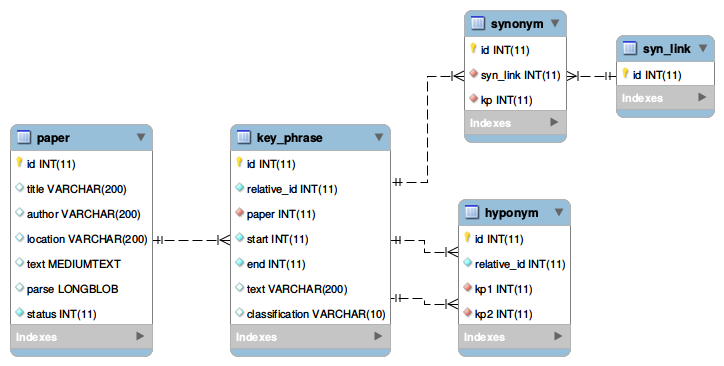 synonym
id INT(11)
syn_link INT(11)
kp INT(11)
Indexes
syn_link
id INT(11)
Indexes
paper
id INT(11)
title VARCHAR(200)
author VARCHAR(200)
location VARCHAR(200)
text MEDIUMTEXT
parse LONGBLOB
status INT(11)
Indexes
key_phrase
id INT(11)
relative_id INT(11)
paper INT(11)
start INT(11)
end INT(11)
text VARCHAR(200)
classification VARCHAR(10)
Indexes
hyponym
id INT(11)
relative_id INT(11)
kp1 INT(11)
kp2 INT(11)
Indexes